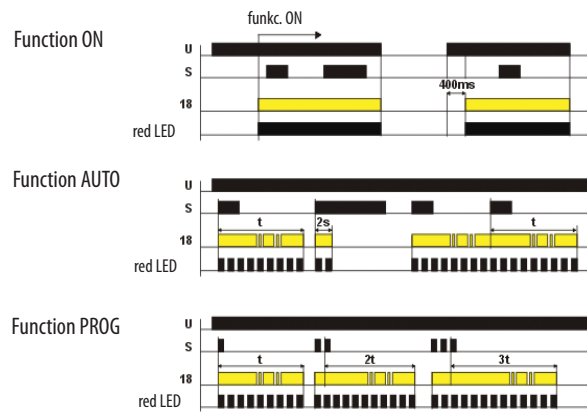 funkc. ON
Function ON
U
S
400ms
18
red LED
Function AUTO
U
S
t 2s t
18
red LED
Function PROG
U
S
t 2t 3t
18
red LED